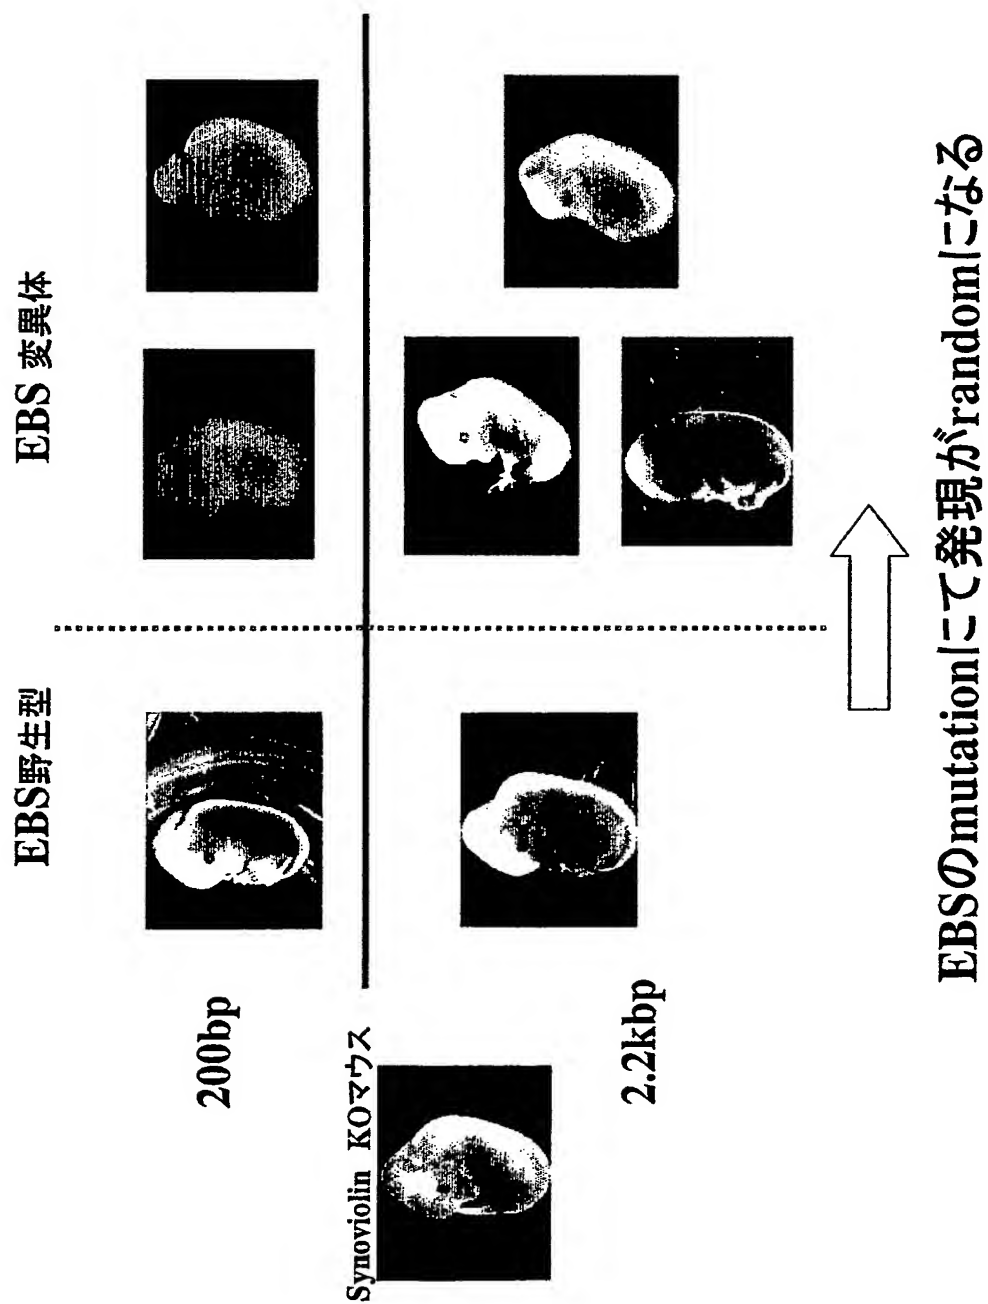 EBS野生型
EBS 変異体
200bp
Synoviolin KOマウス
2.2kbp
EBSのmutationにて発現がrandomになる